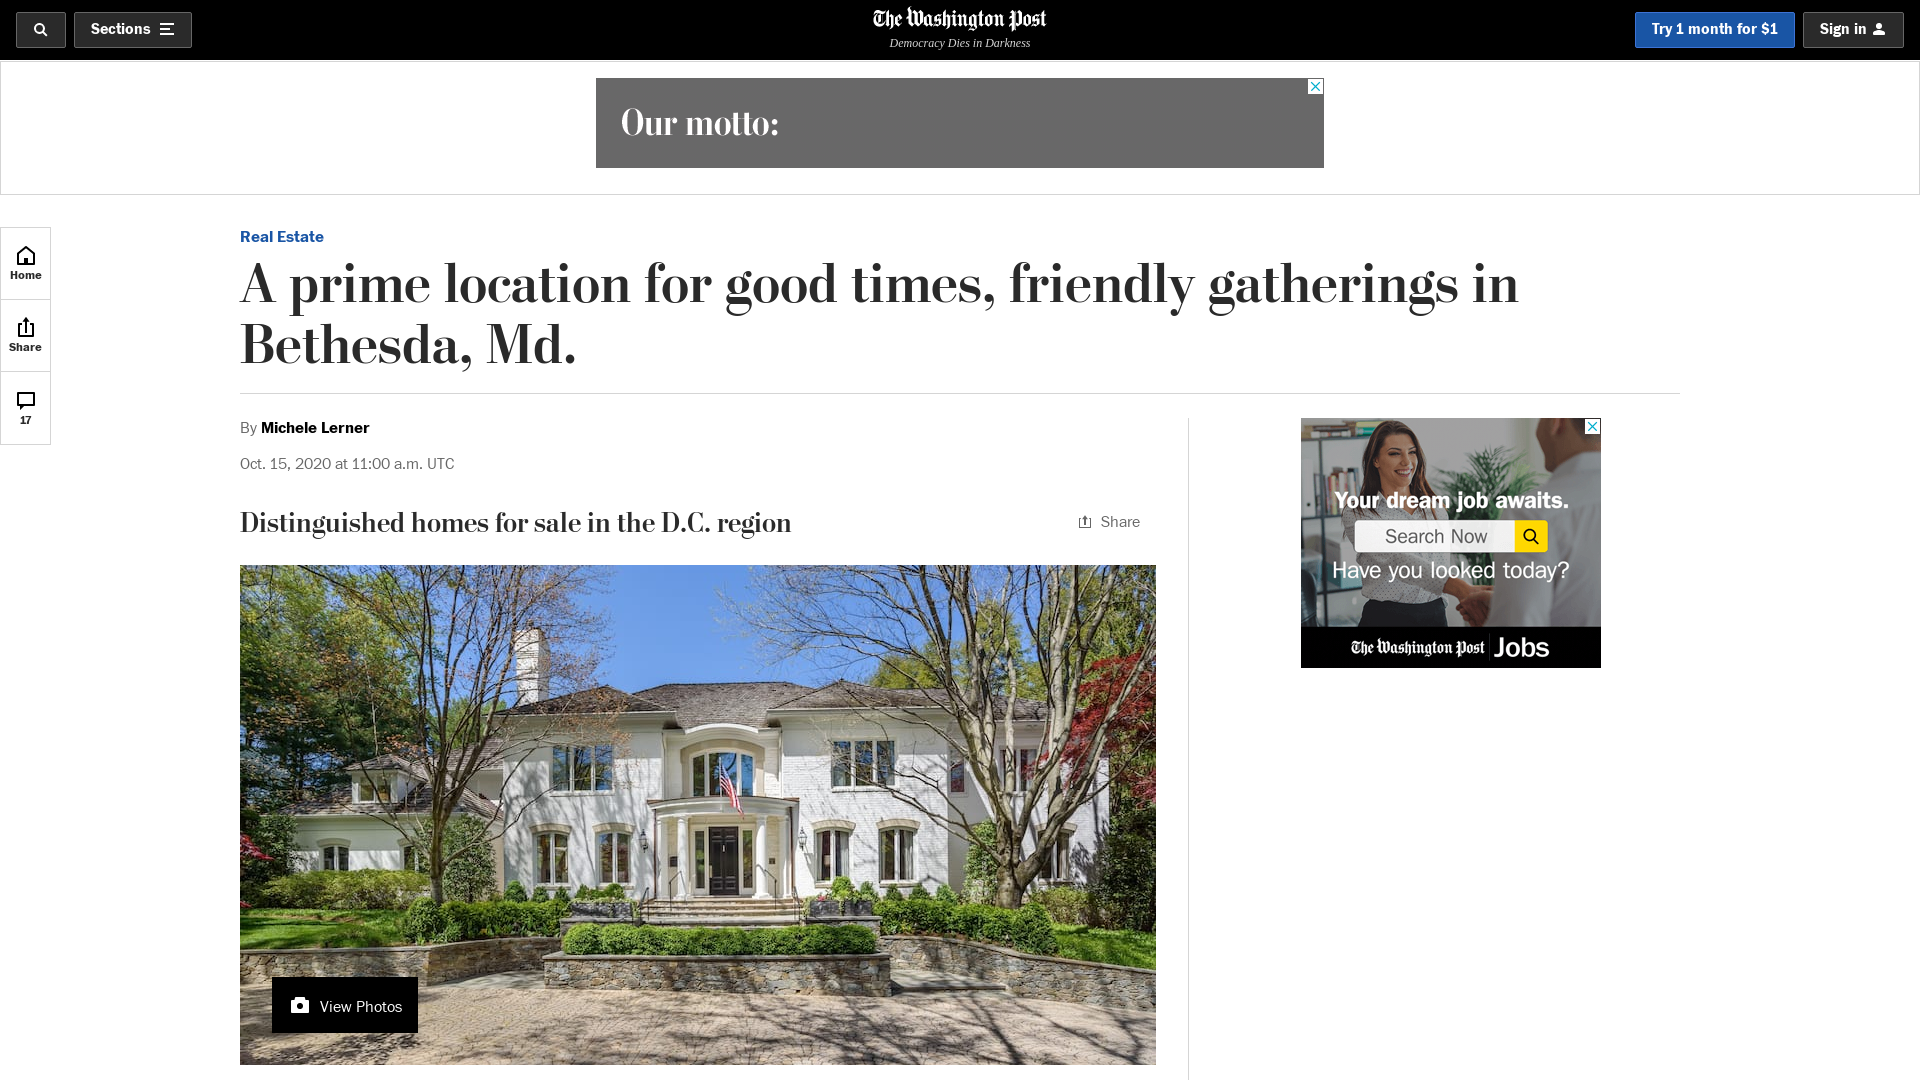 Sections
The Washington Post
Democracy Dies in Darkness
Try 1 month for $1
Sign in
Our motto:
Home
Share
17
Real Estate
A prime location for good times, friendly gatherings in
Bethesda, Md.
By Michele Lerner
Oct. 15, 2020 at 11:00 a.m. UTC
Distinguished homes for sale in the D.C. region
Share
View Photos
Your dream job awaits.
Search Now
Have you looked today?
The Washington Post Jobs